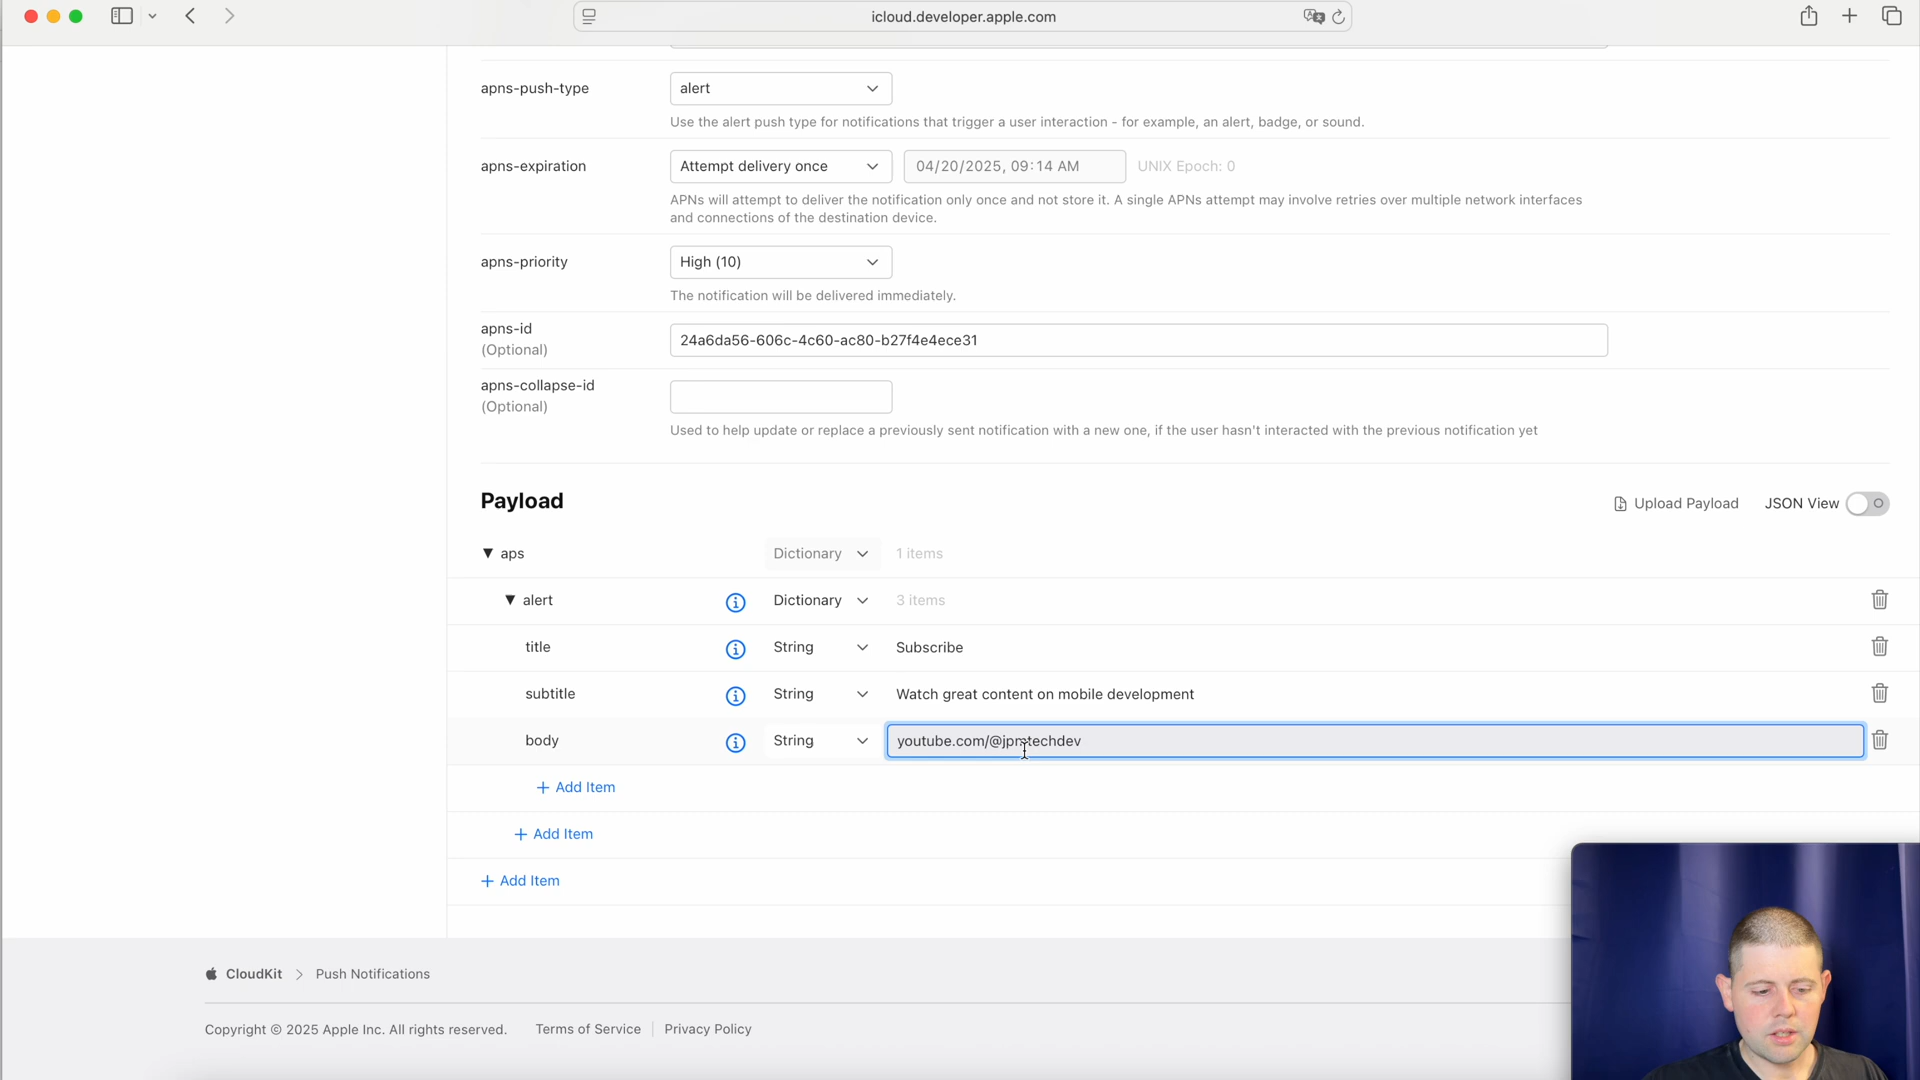 icloud.developer.apple.com
apns-push-type
alert
Use the alert push type for notifications that trigger a user interaction - for example, an alert, badge, or sound.
apns-expiration
Attempt delivery once
04/20/2025, 09:14 AM
UNIX Epoch: 0
APNs will attempt to deliver the notification only once and not store it. A single APNs attempt may involve retries over multiple network interfaces
and connections of the destination device.
apns-priority
High (10)
The notification will be delivered immediately.
apns-id
(Optional)
24a6da56-606c-4c60-ac80-b27f4e4ece31
apns-collapse-id
(Optional)
Used to help update or replace a previously sent notification with a new one, if the user hasn't interacted with the previous notification yet
Payload
Upload Payload
JSON View
aps
Dictionary
1 items
alert
Dictionary
3 items
title
String
Subscribe
subtitle
String
Watch great content on mobile development
body
String
+ Add Item
+ Add Item
+ Add Item
CloudKit > Push Notifications
Copyright © 2025 Apple Inc. All rights reserved.
Terms of Service
Privacy Policy